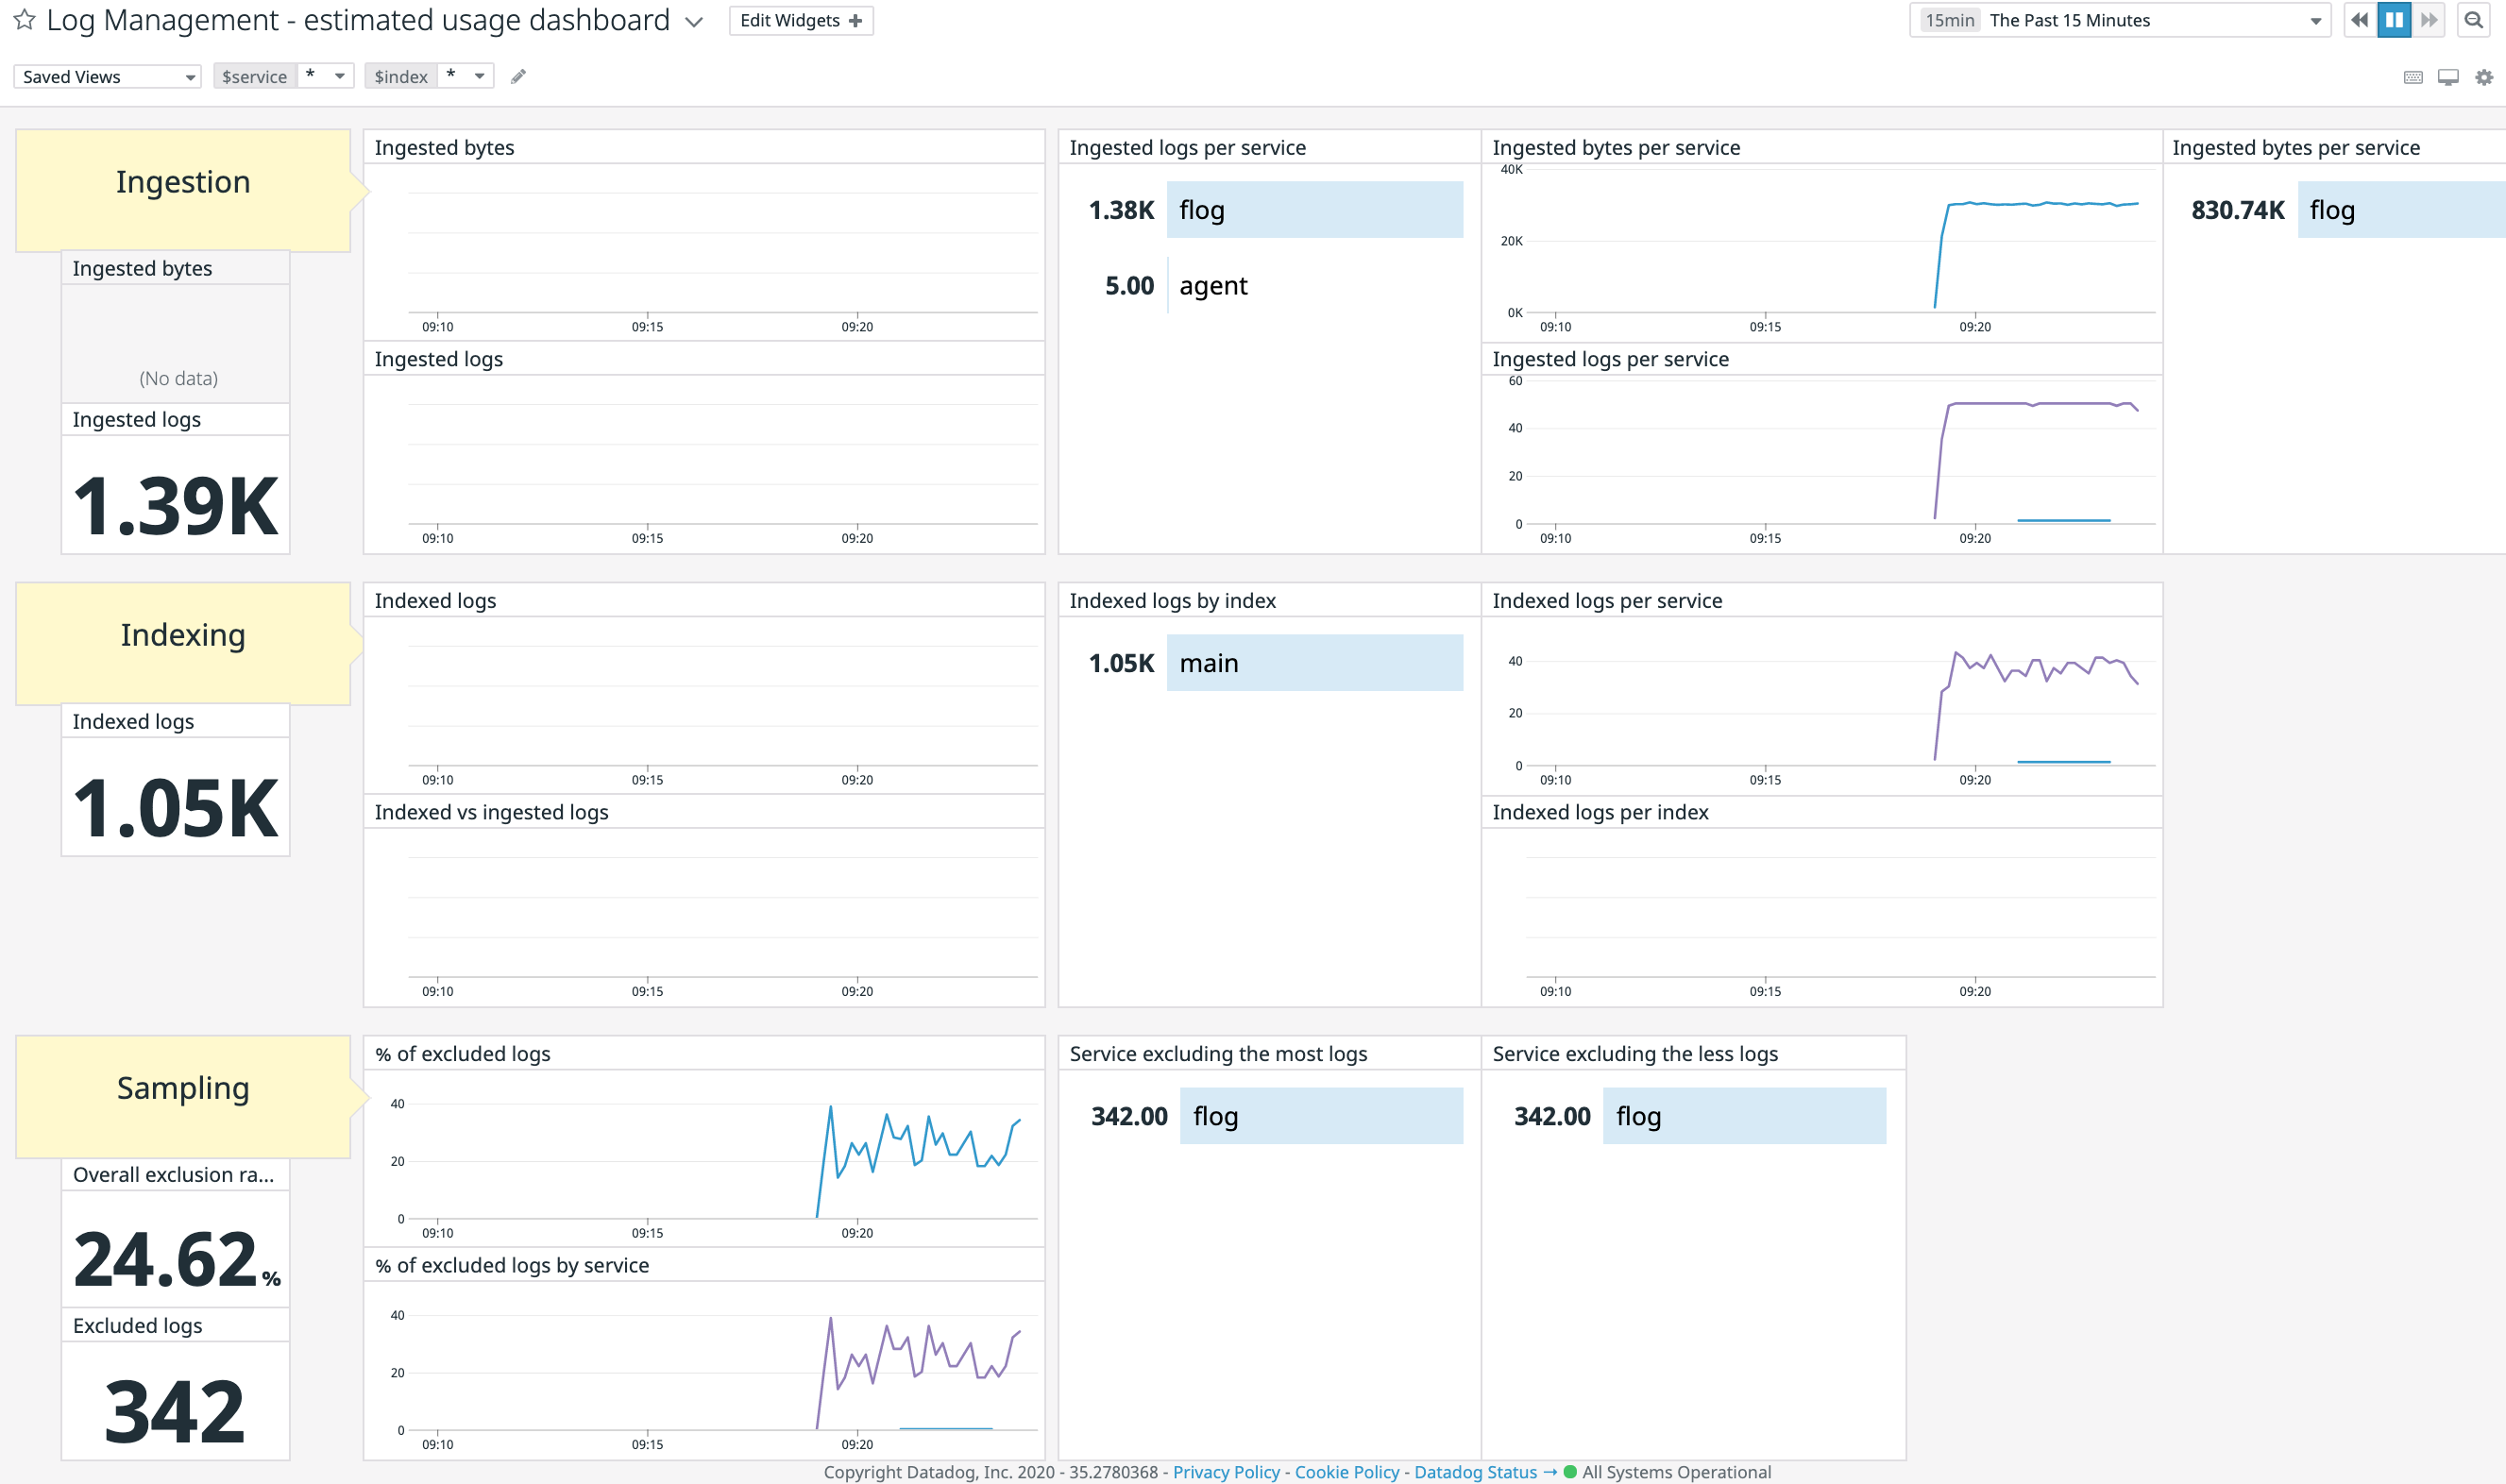 Log Management - estimated usage dashboard
Edit Widgets +
15min The Past 15 Minutes
Saved Views
$service *
$index *
Ingestion
Ingested bytes
(No data)
Ingested logs
1.39K
Ingested bytes
09:10 09:15 09:20
Ingested logs
09:10 09:15 09:20
Ingested logs per service
1.38K flog
5.00 agent
Ingested bytes per service
40K
20K
0K
09:10 09:15 09:20
Ingested logs per service
60
40
20
0
09:10 09:15 09:20
Ingested bytes per service
830.74K flog
Indexing
Indexed logs
1.05K
Indexed logs
09:10 09:15 09:20
Indexed vs ingested logs
09:10 09:15 09:20
Indexed logs by index
1.05K main
Indexed logs per service
40
20
0
09:10 09:15 09:20
Indexed logs per index
09:10 09:15 09:20
Sampling
Overall exclusion ra...
24.62 %
Excluded logs
342
% of excluded logs
40
20
0
09:10 09:15 09:20
% of excluded logs by service
40
20
0
09:10 09:15 09:20
Service excluding the most logs
342.00 flog
Service excluding the less logs
342.00 flog
Copyright Datadog, Inc. 2020 - 35.2780368 - Privacy Policy - Cookie Policy - Datadog Status → All Systems Operational